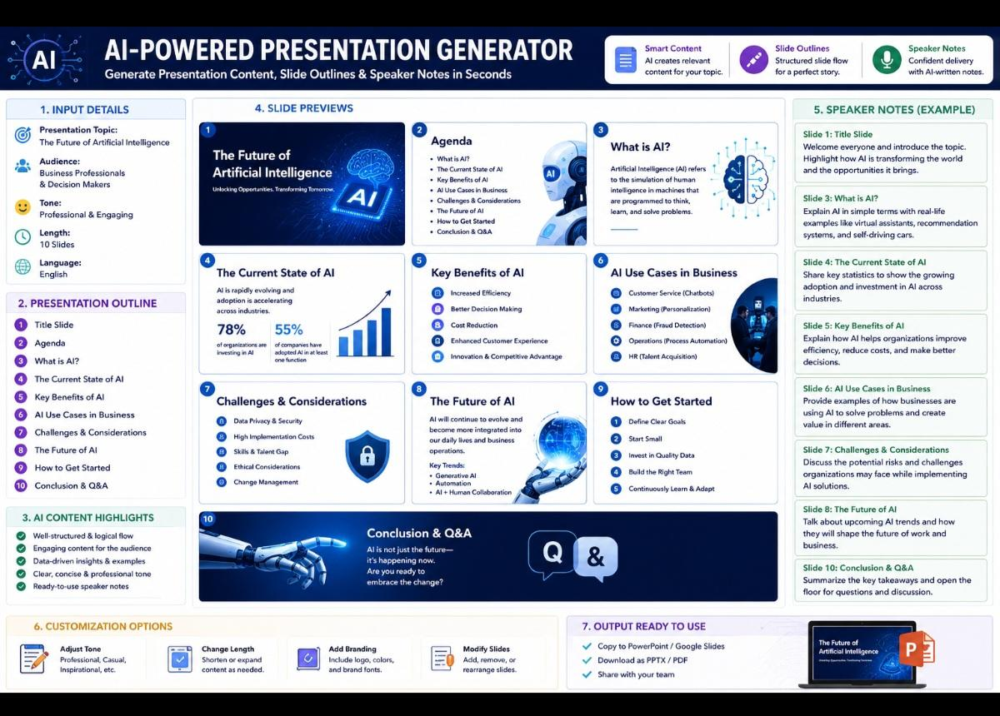 AI
AI-POWERED PRESENTATION GENERATOR
Generate Presentation Content, Slide Outlines & Speaker Notes in Seconds
Smart Content
AI creates relevant
content for your topic.
Slide Outlines
Structured slide flow
for a perfect story.
Speaker Notes
Confident delivery
with AI-written notes.
1. INPUT DETAILS
Presentation Topic:
The Future of Artificial Intelligence
Audience:
Business Professionals
& Decision Makers
Tone:
Professional & Engaging
Length:
10 Slides
Language:
English
2. PRESENTATION OUTLINE
1 Title Slide
2 Agenda
3 What is AI?
4 The Current State of AI
5 Key Benefits of AI
6 AI Use Cases in Business
7 Challenges & Considerations
8 The Future of AI
9 How to Get Started
10 Conclusion & Q&A
3. AI CONTENT HIGHLIGHTS
Well-structured & logical flow
Engaging content for the audience
Data-driven insights & examples
Clear, concise & professional tone
Ready-to-use speaker notes
4. SLIDE PREVIEWS
1
The Future of
Artificial Intelligence
Unlocking Opportunities. Transforming Tomorrow.
AI
2
Agenda
• What is AI?
• The Current State of AI
• Key Benefits of AI
• AI Use Cases in Business
• Challenges & Considerations
• The Future of AI
• How to Get Started
• Conclusion & Q&A
AI
3
What is AI?
Artificial Intelligence (AI) refers
to the simulation of human
intelligence in machines that
are programmed to think,
learn, and solve problems.
4
The Current State of AI
AI is rapidly evolving and
adoption is accelerating
across industries.
78%
of organizations are
investing in AI
55%
of companies have
adopted AI in at least
one function
5
Key Benefits of AI
Increased Efficiency
Better Decision Making
Cost Reduction
Enhanced Customer Experience
Innovation & Competitive Advantage
6
AI Use Cases in Business
Customer Service (Chatbots)
Marketing (Personalization)
Finance (Fraud Detection)
Operations (Process Automation)
HR (Talent Acquisition)
7
Challenges & Considerations
Data Privacy & Security
High Implementation Costs
Skills & Talent Gap
Ethical Considerations
Change Management
8
The Future of AI
AI will continue to evolve and
become more integrated into
our daily lives and business
operations.
Key Trends:
• Generative AI
• Automation
• AI + Human Collaboration
9
How to Get Started
1 Define Clear Goals
2 Start Small
3 Invest in Quality Data
4 Build the Right Team
5 Continuously Learn & Adapt
10
Conclusion & Q&A
AI is not just the future—
it's happening now.
Are you ready to
embrace the change?
Q &
5. SPEAKER NOTES (EXAMPLE)
Slide 1: Title Slide
Welcome everyone and introduce the topic.
Highlight how AI is transforming the world
and the opportunities it brings.
Slide 3: What is AI?
Explain AI in simple terms with real-life
examples like virtual assistants, recommendation
systems, and self-driving cars.
Slide 4: The Current State of AI
Share key statistics to show the growing
adoption and investment in AI across
industries.
Slide 5: Key Benefits of AI
Explain how AI helps organizations improve
efficiency, reduce costs, and make better
decisions.
Slide 6: AI Use Cases in Business
Provide examples of how businesses are
using AI to solve problems and create
value in different areas.
Slide 7: Challenges & Considerations
Discuss the potential risks and challenges
organizations may face while implementing
AI solutions.
Slide 8: The Future of AI
Talk about upcoming AI trends and how
they will shape the future of work and
business.
Slide 10: Conclusion & Q&A
Summarize the key takeaways and open the
floor for questions and discussion.
6. CUSTOMIZATION OPTIONS
Adjust Tone
Professional, Casual,
Inspirational, etc.
Change Length
Shorten or expand
content as needed.
Add Branding
Include logo, colors,
and brand fonts.
Modify Slides
Add, remove, or
rearrange slides.
7. OUTPUT READY TO USE
Copy to PowerPoint / Google Slides
Download as PPTX / PDF
Share with your team
The Future of
Artificial Intelligence
P